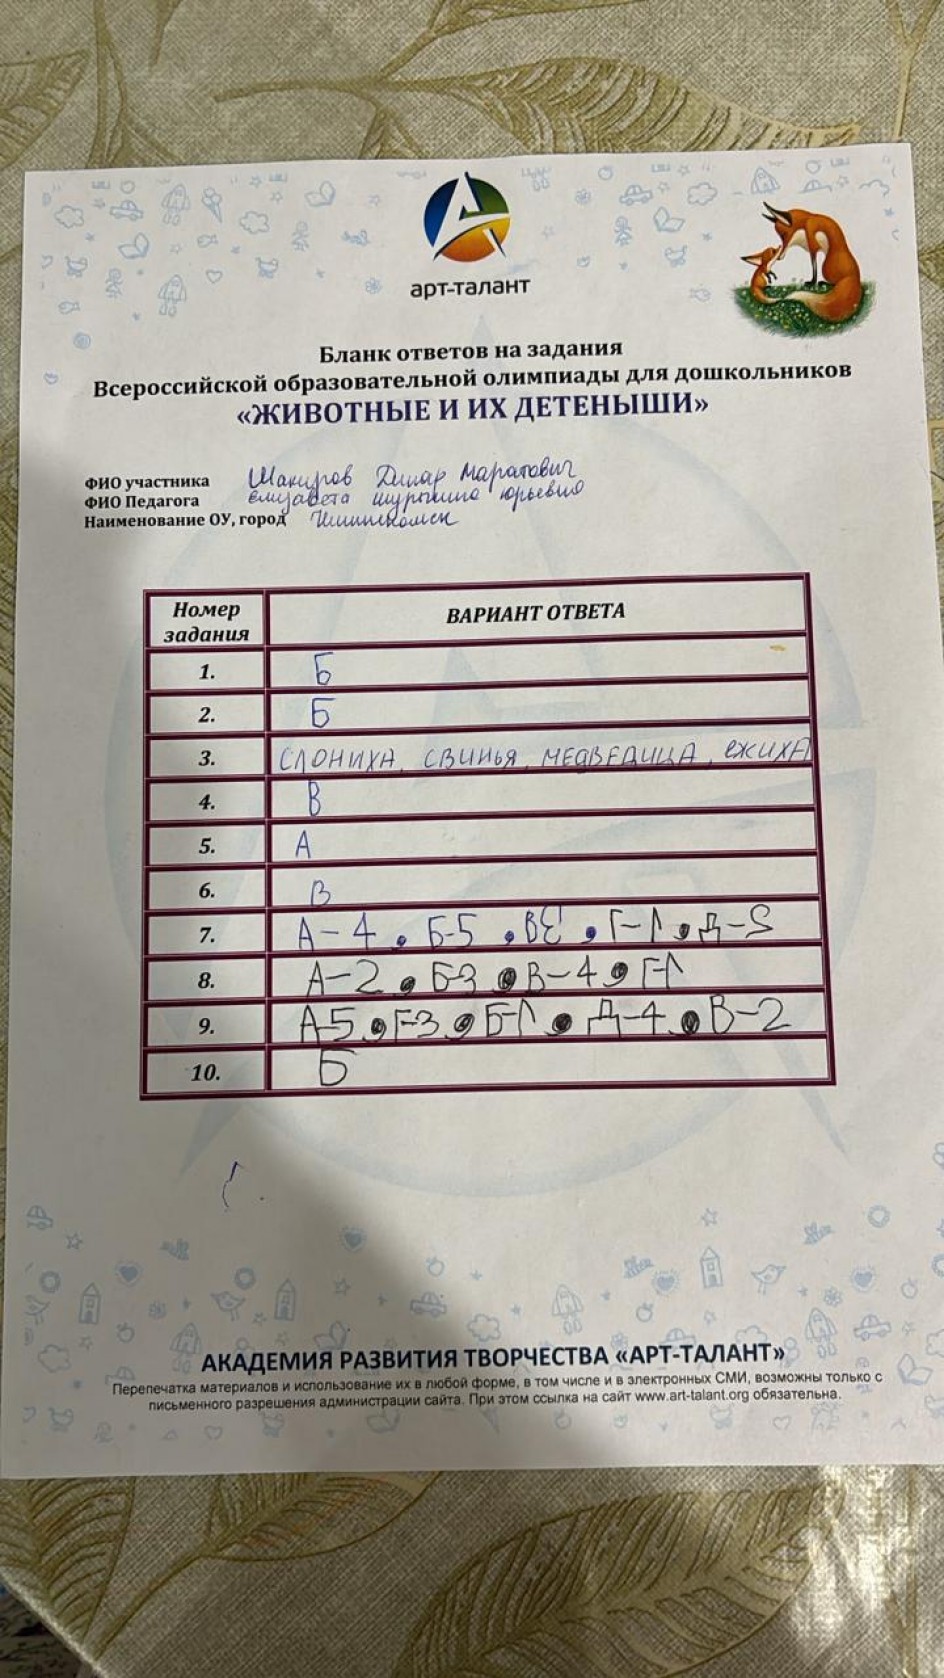 АРТ-ТАЛАНТ
Бланк ответов на задания
Всероссийской образовательной олимпиады для дошкольников
«ЖИВОТНЫЕ И ИХ ДЕТЕНЫШИ»
ФИО участника Шакиров Динар Маратович
ФИО Педагога Елизавета Юрьевна
Наименование ОУ, город
Номер задания ВАРИАНТ ОТВЕТА
1. Б
2. Б
3. СЛОНИХА, СВИНЬЯ, МЕДВЕДИЦА, ЕЖИХА
4. В
5. А
6. В
7. А-4, Б-5, В3, Г-1, Д-2
8. А-2, Б-3, В-4, Г-1
9. А-5, Г-3, Б-1, Д-4, В-2
10. Б
АКАДЕМИЯ РАЗВИТИЯ ТВОРЧЕСТВА «АРТ-ТАЛАНТ»
Перепечатка материалов и использование их в любой форме, в том числе и в электронных СМИ, возможны только с
письменного разрешения администрации сайта. При этом ссылка на сайт www.art-talant.org обязательна.